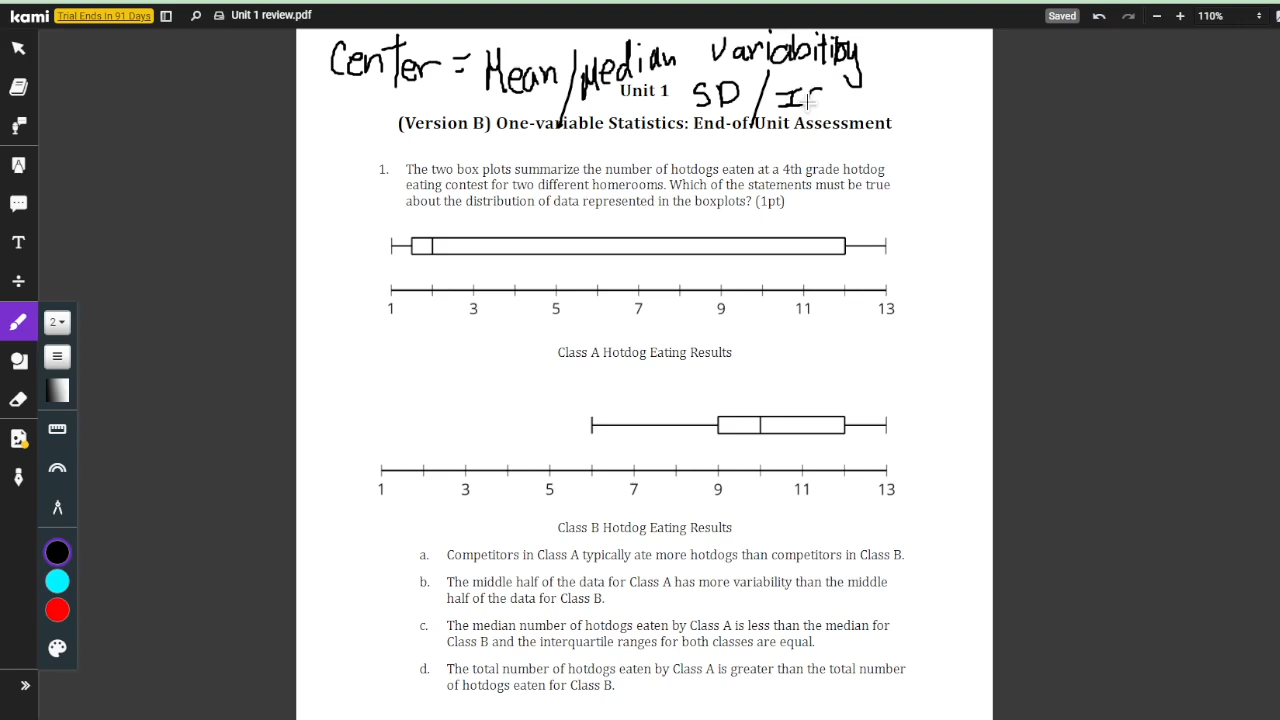 kami Trial Ends In 91 Days Unit 1 review.pdf Saved 110%
Center = Mean/Median variability
Unit 1 SD / I
(Version B) One-variable Statistics: End-of-Unit Assessment
1. The two box plots summarize the number of hotdogs eaten at a 4th grade hotdog
eating contest for two different homerooms. Which of the statements must be true
about the distribution of data represented in the boxplots? (1pt)
1 3 5 7 9 11 13
Class A Hotdog Eating Results
1 3 5 7 9 11 13
Class B Hotdog Eating Results
a. Competitors in Class A typically ate more hotdogs than competitors in Class B.
b. The middle half of the data for Class A has more variability than the middle
half of the data for Class B.
c. The median number of hotdogs eaten by Class A is less than the median for
Class B and the interquartile ranges for both classes are equal.
d. The total number of hotdogs eaten by Class A is greater than the total number
of hotdogs eaten for Class B.
2